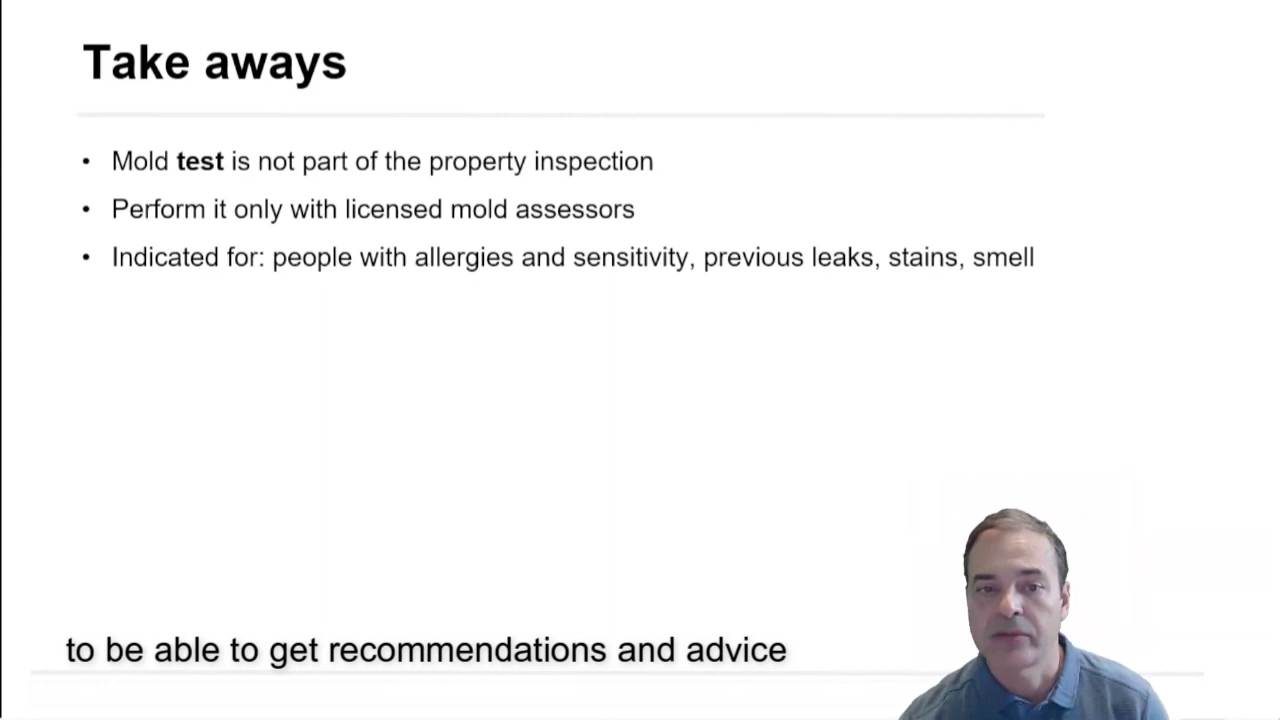 Take aways
• Mold test is not part of the property inspection
• Perform it only with licensed mold assessors
• Indicated for: people with allergies and sensitivity, previous leaks, stains, smell
to be able to get recommendations and advice